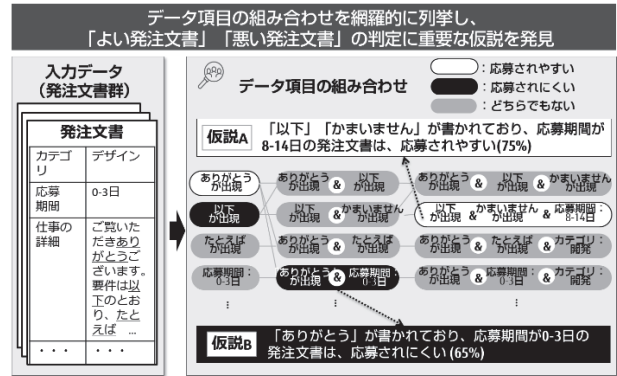 データ項目の組み合わせを網羅的に列挙し、
「よい発注文書」「悪い発注文書」の判定に重要な仮説を発見
入力データ
(発注文書群)
発注文書
カテゴリ デザイン
応募期間 0-3日
仕事の詳細 ご覧いただきありがとうございます。要件は以下のとおり、たとえば …
・・・ ・・・
データ項目の組み合わせ
:応募されやすい
:応募されにくい
:どちらでもない
仮説A 「以下」「かまいません」が書かれており、応募期間が
8-14日の発注文書は、応募されやすい(75%)
ありがとうが出現 ありがとうが出現 & 以下が出現 ありがとうが出現 & 以下が出現 & かまいませんが出現
以下が出現 以下が出現 & かまいませんが出現 以下が出現 & かまいませんが出現 & 応募期間:8-14日
たとえばが出現 ありがとうが出現 & たとえばが出現 ありがとうが出現 & たとえばが出現 & カテゴリ:開発
応募期間:0-3日 ありがとうが出現 & 応募期間:0-3日 ありがとうが出現 & 応募期間:0-3日 & カテゴリ:開発
⋮ ⋮ ⋮
仮説B 「ありがとう」が書かれており、応募期間が0-3日の
発注文書は、応募されにくい(65%)